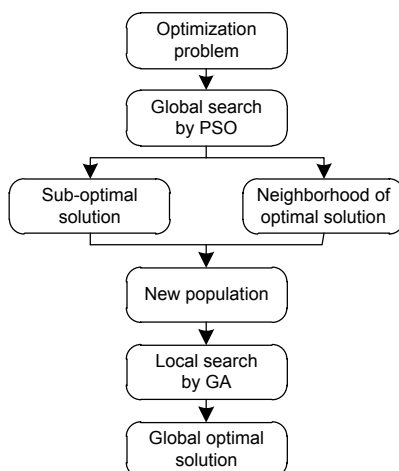 Optimization
problem
Global search
by PSO
Sub-optimal
solution
Neighborhood of
optimal solution
New population
Local search
by GA
Global optimal
solution